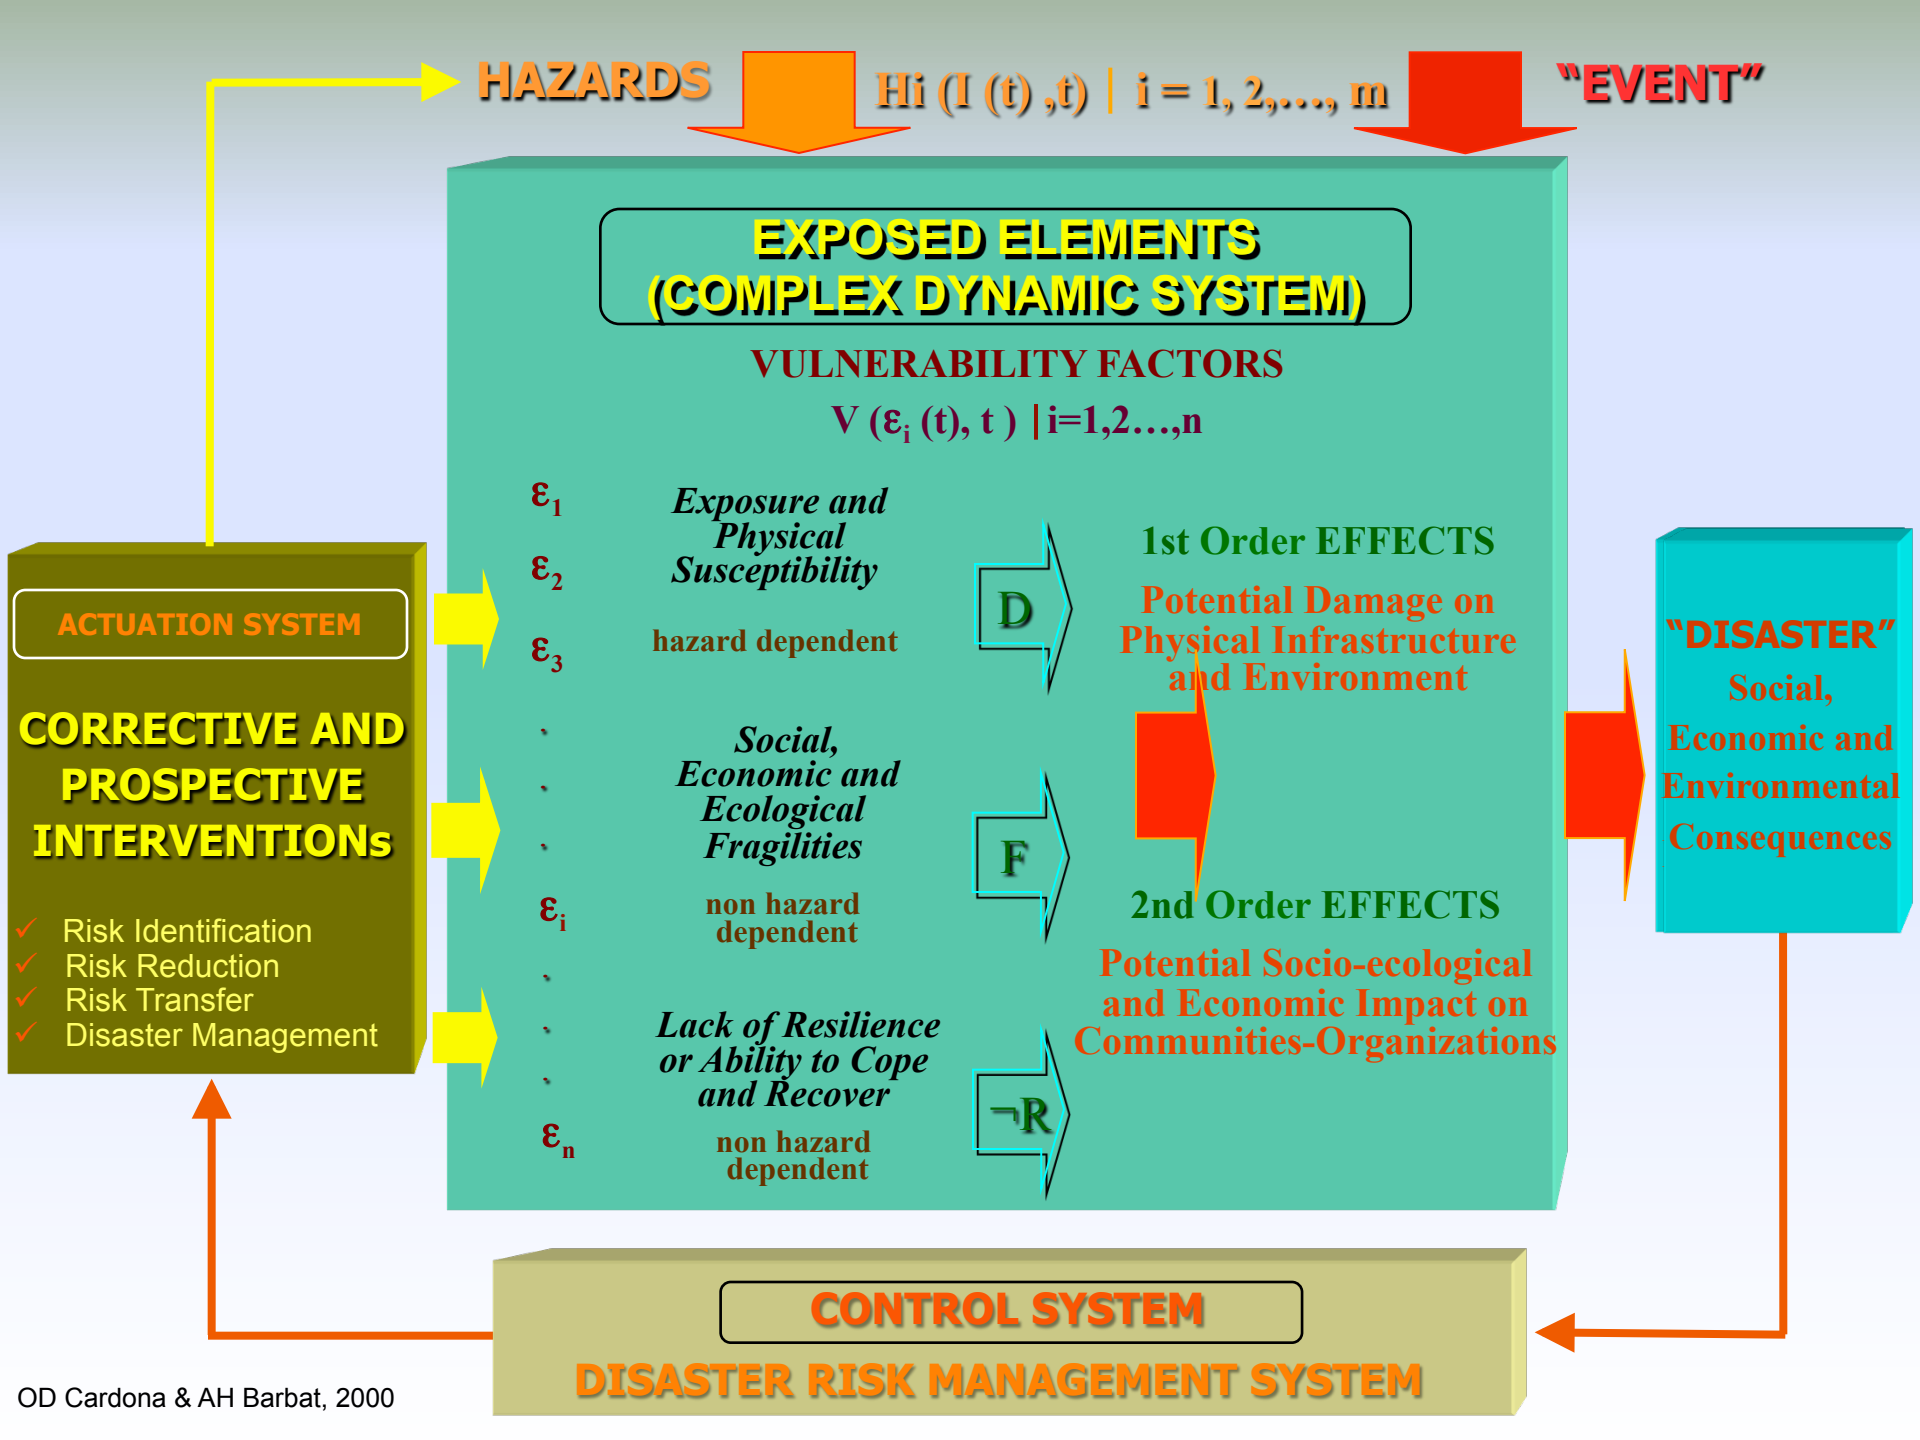 HAZARDS
Hi (I (t) ,t) | i = 1, 2,…, m
“EVENT”
EXPOSED ELEMENTS
(COMPLEX DYNAMIC SYSTEM)
VULNERABILITY FACTORS
V (εi (t), t ) |i=1,2…,n
ε1
ε2
ε3
.
.
.
εi
.
.
.
εn
Exposure and
Physical
Susceptibility
hazard dependent
Social,
Economic and
Ecological
Fragilities
non hazard
dependent
Lack of Resilience
or Ability to Cope
and Recover
non hazard
dependent
D
F
¬R
1st Order EFFECTS
Potential Damage on
Physical Infrastructure
and Environment
2nd Order EFFECTS
Potential Socio-ecological
and Economic Impact on
Communities-Organizations
“DISASTER”
Social,
Economic and
Environmental
Consequences
ACTUATION SYSTEM
CORRECTIVE AND
PROSPECTIVE
INTERVENTIONs
✓ Risk Identification
✓ Risk Reduction
✓ Risk Transfer
✓ Disaster Management
CONTROL SYSTEM
DISASTER RISK MANAGEMENT SYSTEM
OD Cardona & AH Barbat, 2000